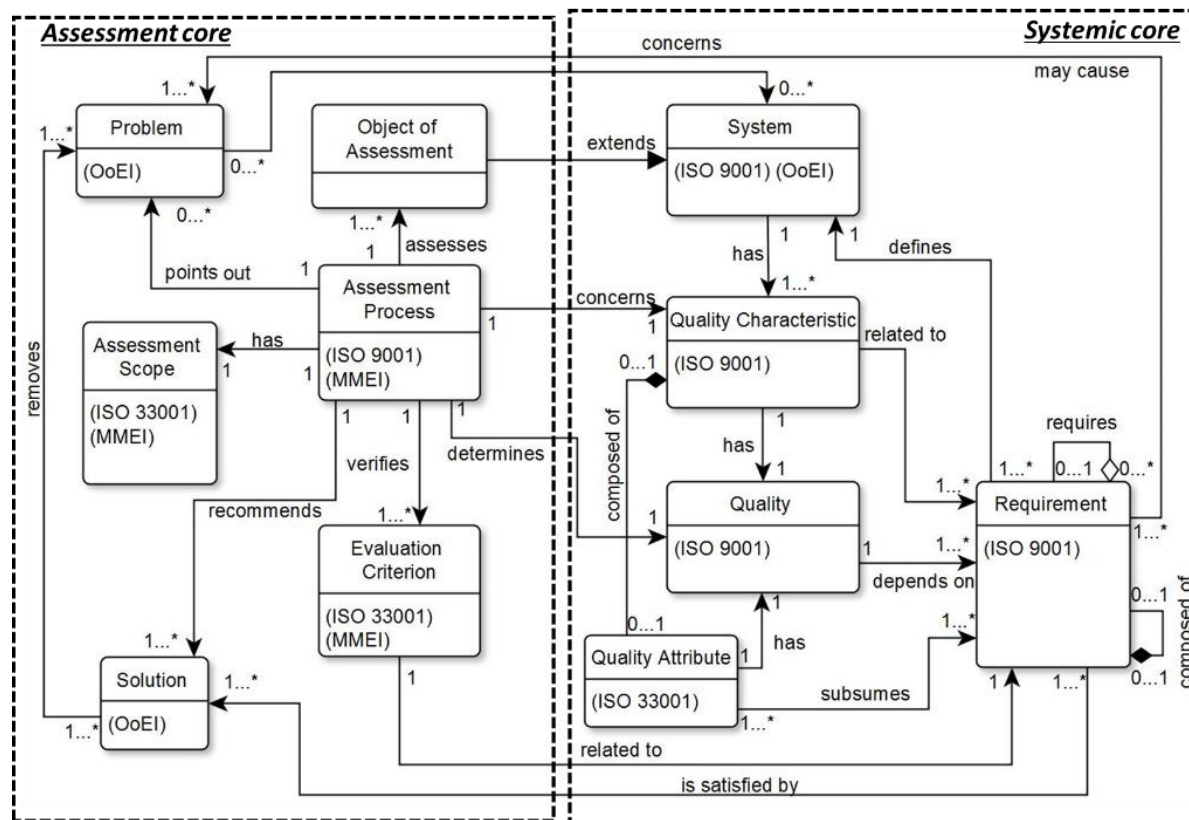 Assessment core
Systemic core
concerns
may cause
1...*
0...*
1...*
Problem
(OoEI)
0...*
0...*
Object of
Assessment
1...*
extends
System
(ISO 9001) (OoEI)
1
1
defines
has
1...*
1
assesses
points out
1
Assessment
Process
(ISO 9001)
(MMEI)
concerns
1
1
Quality Characteristic
(ISO 9001)
related to
Assessment
Scope
(ISO 33001)
(MMEI)
has
1
1
removes
0...1
composed of
1
1
1
verifies
determines
1
has
1
requires
0...1
0...*
1...*
1...*
recommends
1...*
Evaluation
Criterion
(ISO 33001)
(MMEI)
1
Quality
(ISO 9001)
1
1...*
depends on
Requirement
(ISO 9001)
1...*
0...1
0...1
composed of
1
has
0...1
Quality Attribute
(ISO 33001)
1
1...*
subsumes
1...*
1...*
Solution
(OoEI)
1...*
1...*
1
1
1...*
related to
is satisfied by